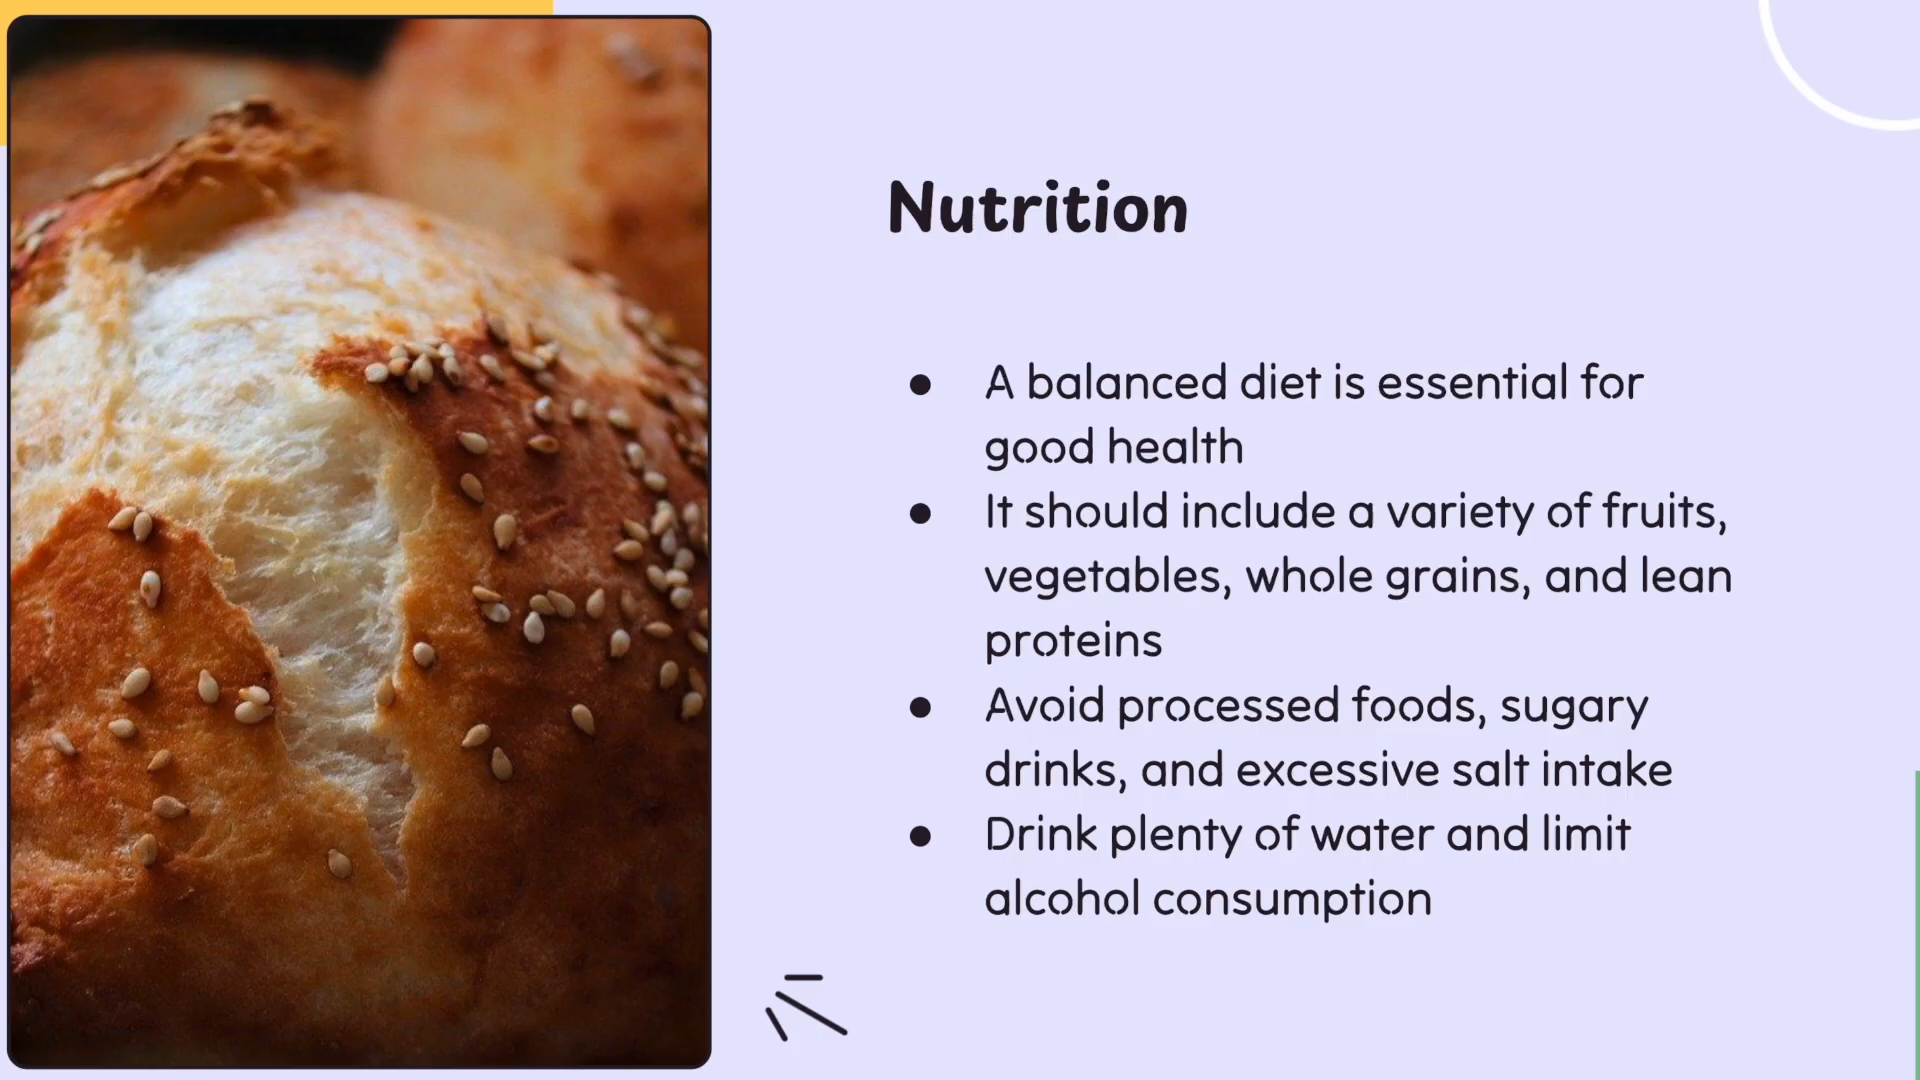 Nutrition
● A balanced diet is essential for
good health
● It should include a variety of fruits,
vegetables, whole grains, and lean
proteins
● Avoid processed foods, sugary
drinks, and excessive salt intake
● Drink plenty of water and limit
alcohol consumption